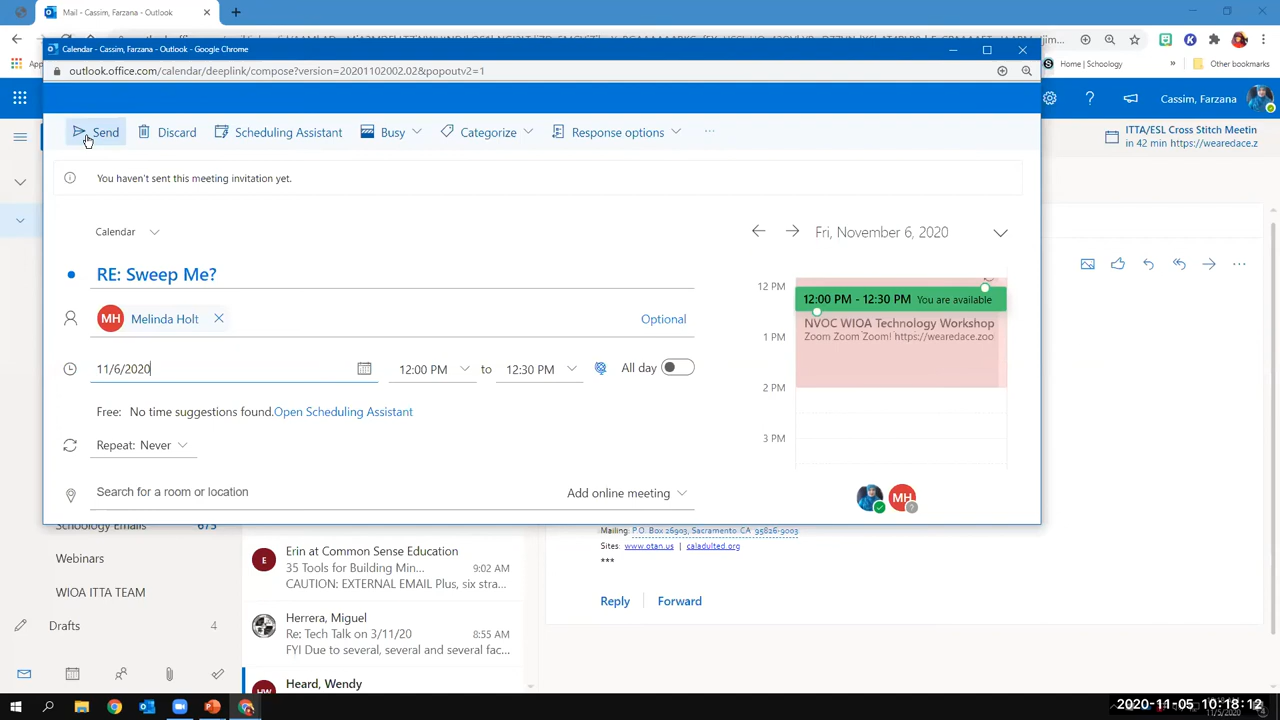 Mail - Cassim, Farzana - Outlook
Calendar - Cassim, Farzana - Outlook - Google Chrome
outlook.office.com/calendar/deeplink/compose?version=20201102002.02&popoutv2=1
Home | Schoology
»
Other bookmarks
Cassim, Farzana
Send
Discard
Scheduling Assistant
Busy
Categorize
Response options
ITTA/ESL Cross Stitch Meetin
in 42 min https://wearedace.z
You haven't sent this meeting invitation yet.
Calendar
Fri, November 6, 2020
RE: Sweep Me?
12 PM
12:00 PM - 12:30 PM You are available
MH
Melinda Holt
Optional
NVOC WIOA Technology Workshop
Zoom Zoom Zoom! https://wearedace.zoo
1 PM
11/6/2020
12:00 PM
to
12:30 PM
All day
2 PM
Free: No time suggestions found.Open Scheduling Assistant
3 PM
Repeat: Never
Search for a room or location
Add online meeting
MH
Schoology Emails
675
Mailing: P.O. Box 26903, Sacramento CA 95826-9003
Sites: www.otan.us | caladulted.org
***
Webinars
E
Erin at Common Sense Education
35 Tools for Building Min...
9:02 AM
CAUTION: EXTERNAL EMAIL Plus, six stra...
WIOA ITTA TEAM
Reply
Forward
Herrera, Miguel
Drafts
4
Re: Tech Talk on 3/11/20
8:55 AM
FYI Due to several, several and several fac...
Heard, Wendy
HW
2020-11-05 10:18:12
11/5/2020